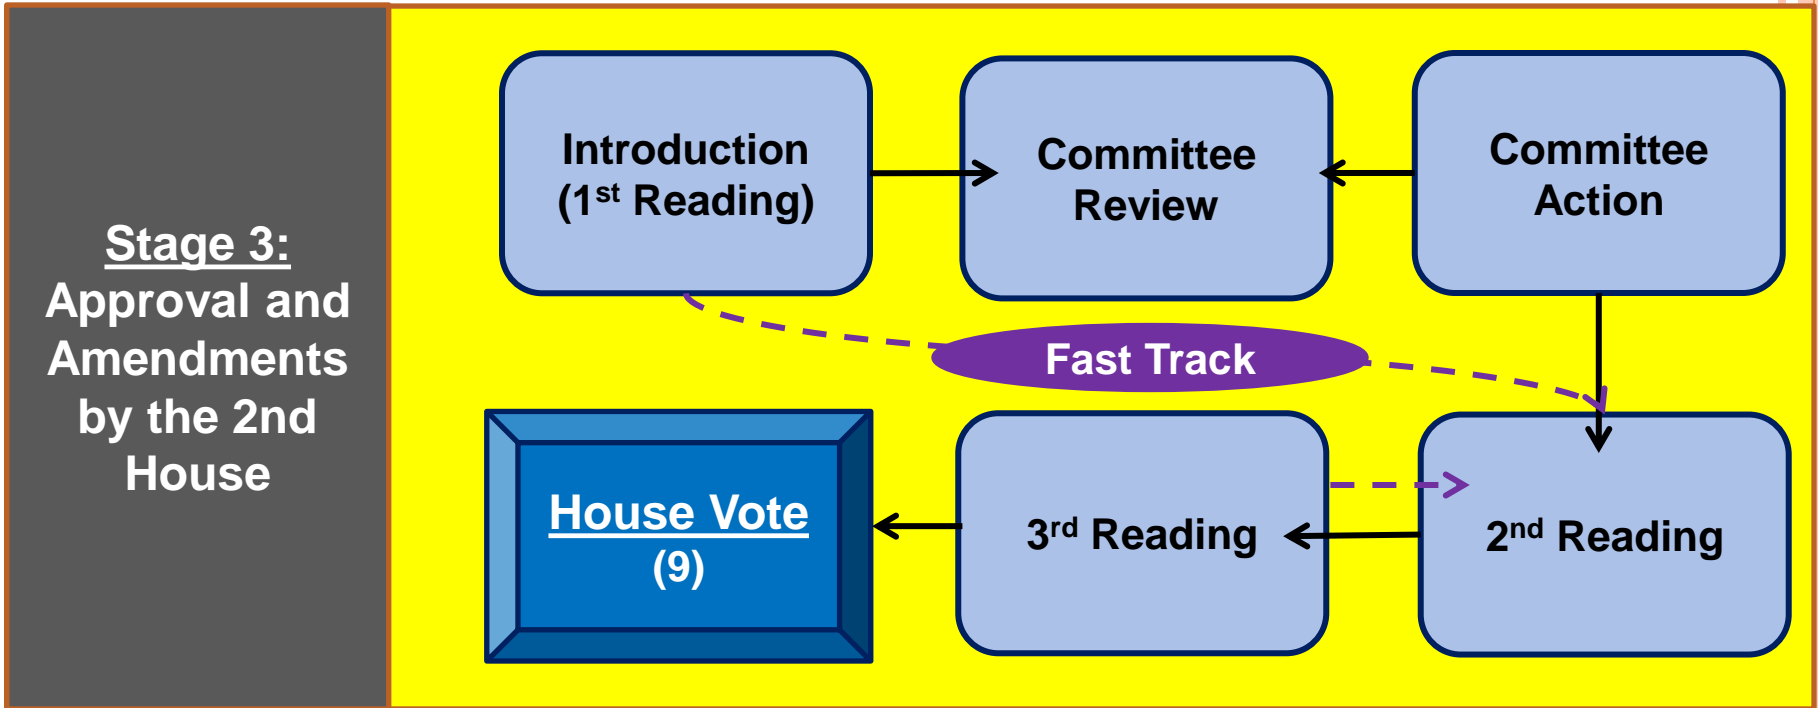 Stage 3:
Approval and
Amendments
by the 2nd
House
Introduction
(1st Reading)
Committee
Review
Committee
Action
Fast Track
House Vote
(9)
3rd Reading
2nd Reading